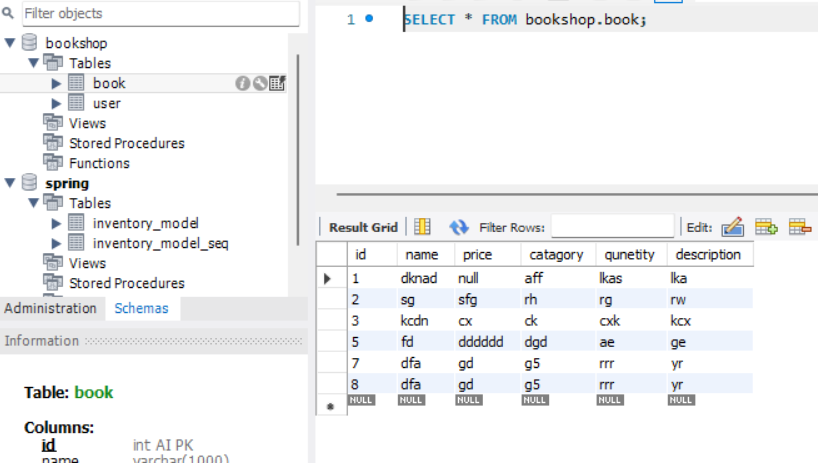 Filter objects
bookshop
Tables
book
user
Views
Stored Procedures
Functions
spring
Tables
inventory_model
inventory_model_seq
Views
Stored Procedures
Administration Schemas
Information
Table: book
Columns:
id int AI PK
name varchar(1000)
1 SELECT * FROM bookshop.book;
Result Grid Filter Rows: Edit:
id name price catagory qunetity description
1 dknad null aff lkas lka
2 sg sfg rh rg rw
3 kcdn cx ck cxk kcx
5 fd dddddd dgd ae ge
7 dfa gd g5 rrr yr
8 dfa gd g5 rrr yr
NULL NULL NULL NULL NULL NULL